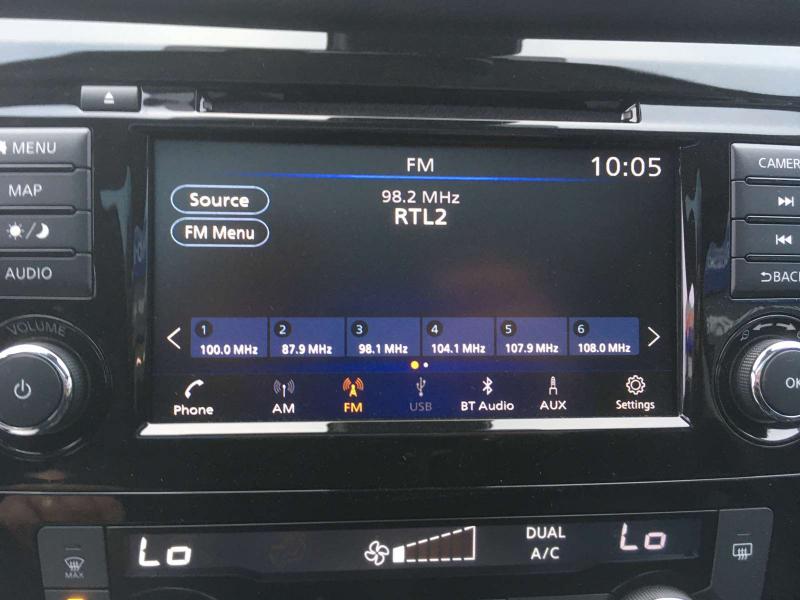 FM
10:05
MENU
CAMER
Source
98.2 MHz
RTL2
MAP
FM Menu
AUDIO
BACK
VOLUME
1 100.0 MHz
2 87.9 MHz
3 98.1 MHz
4 104.1 MHz
5 107.9 MHz
6 108.0 MHz
OK
Phone
AM
FM
USB
BT Audio
AUX
Settings
Lo
DUAL
A/C
Lo
MAX